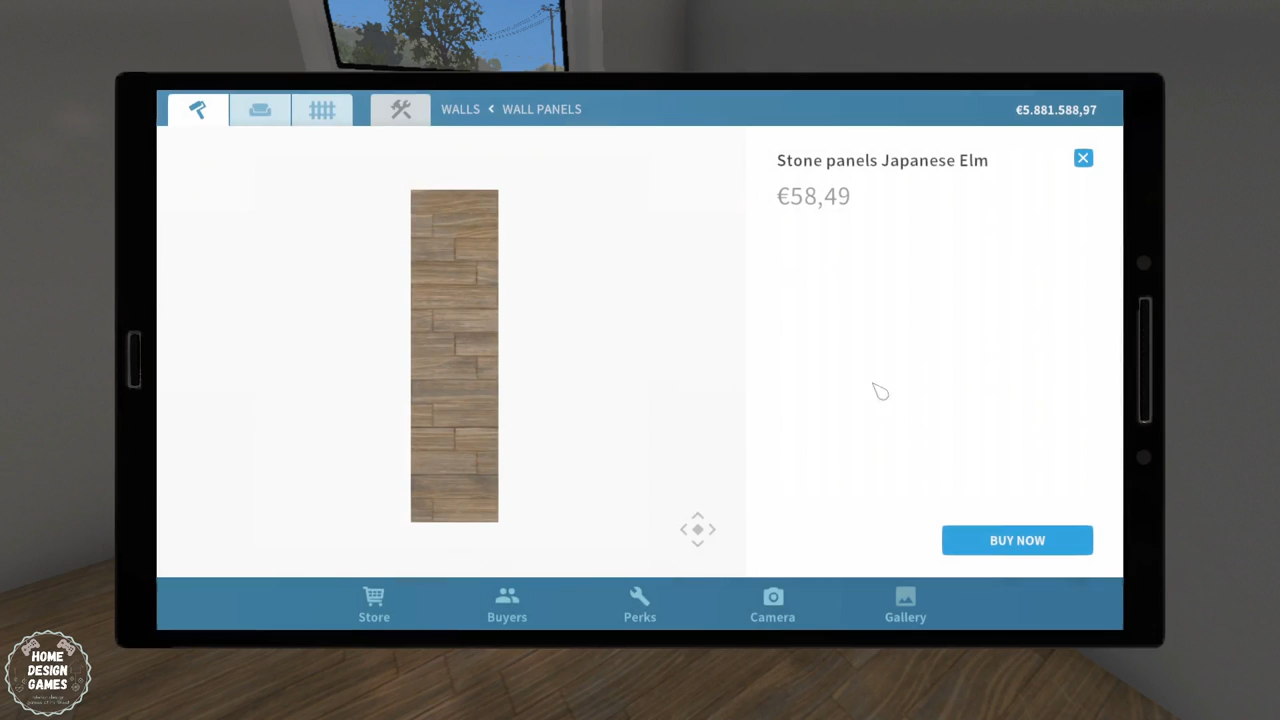 WALLS < WALL PANELS
€5.881.588,97
Stone panels Japanese Elm
€58,49
BUY NOW
Store
Buyers
Perks
Camera
Gallery
HOME
DESIGN
GAMES